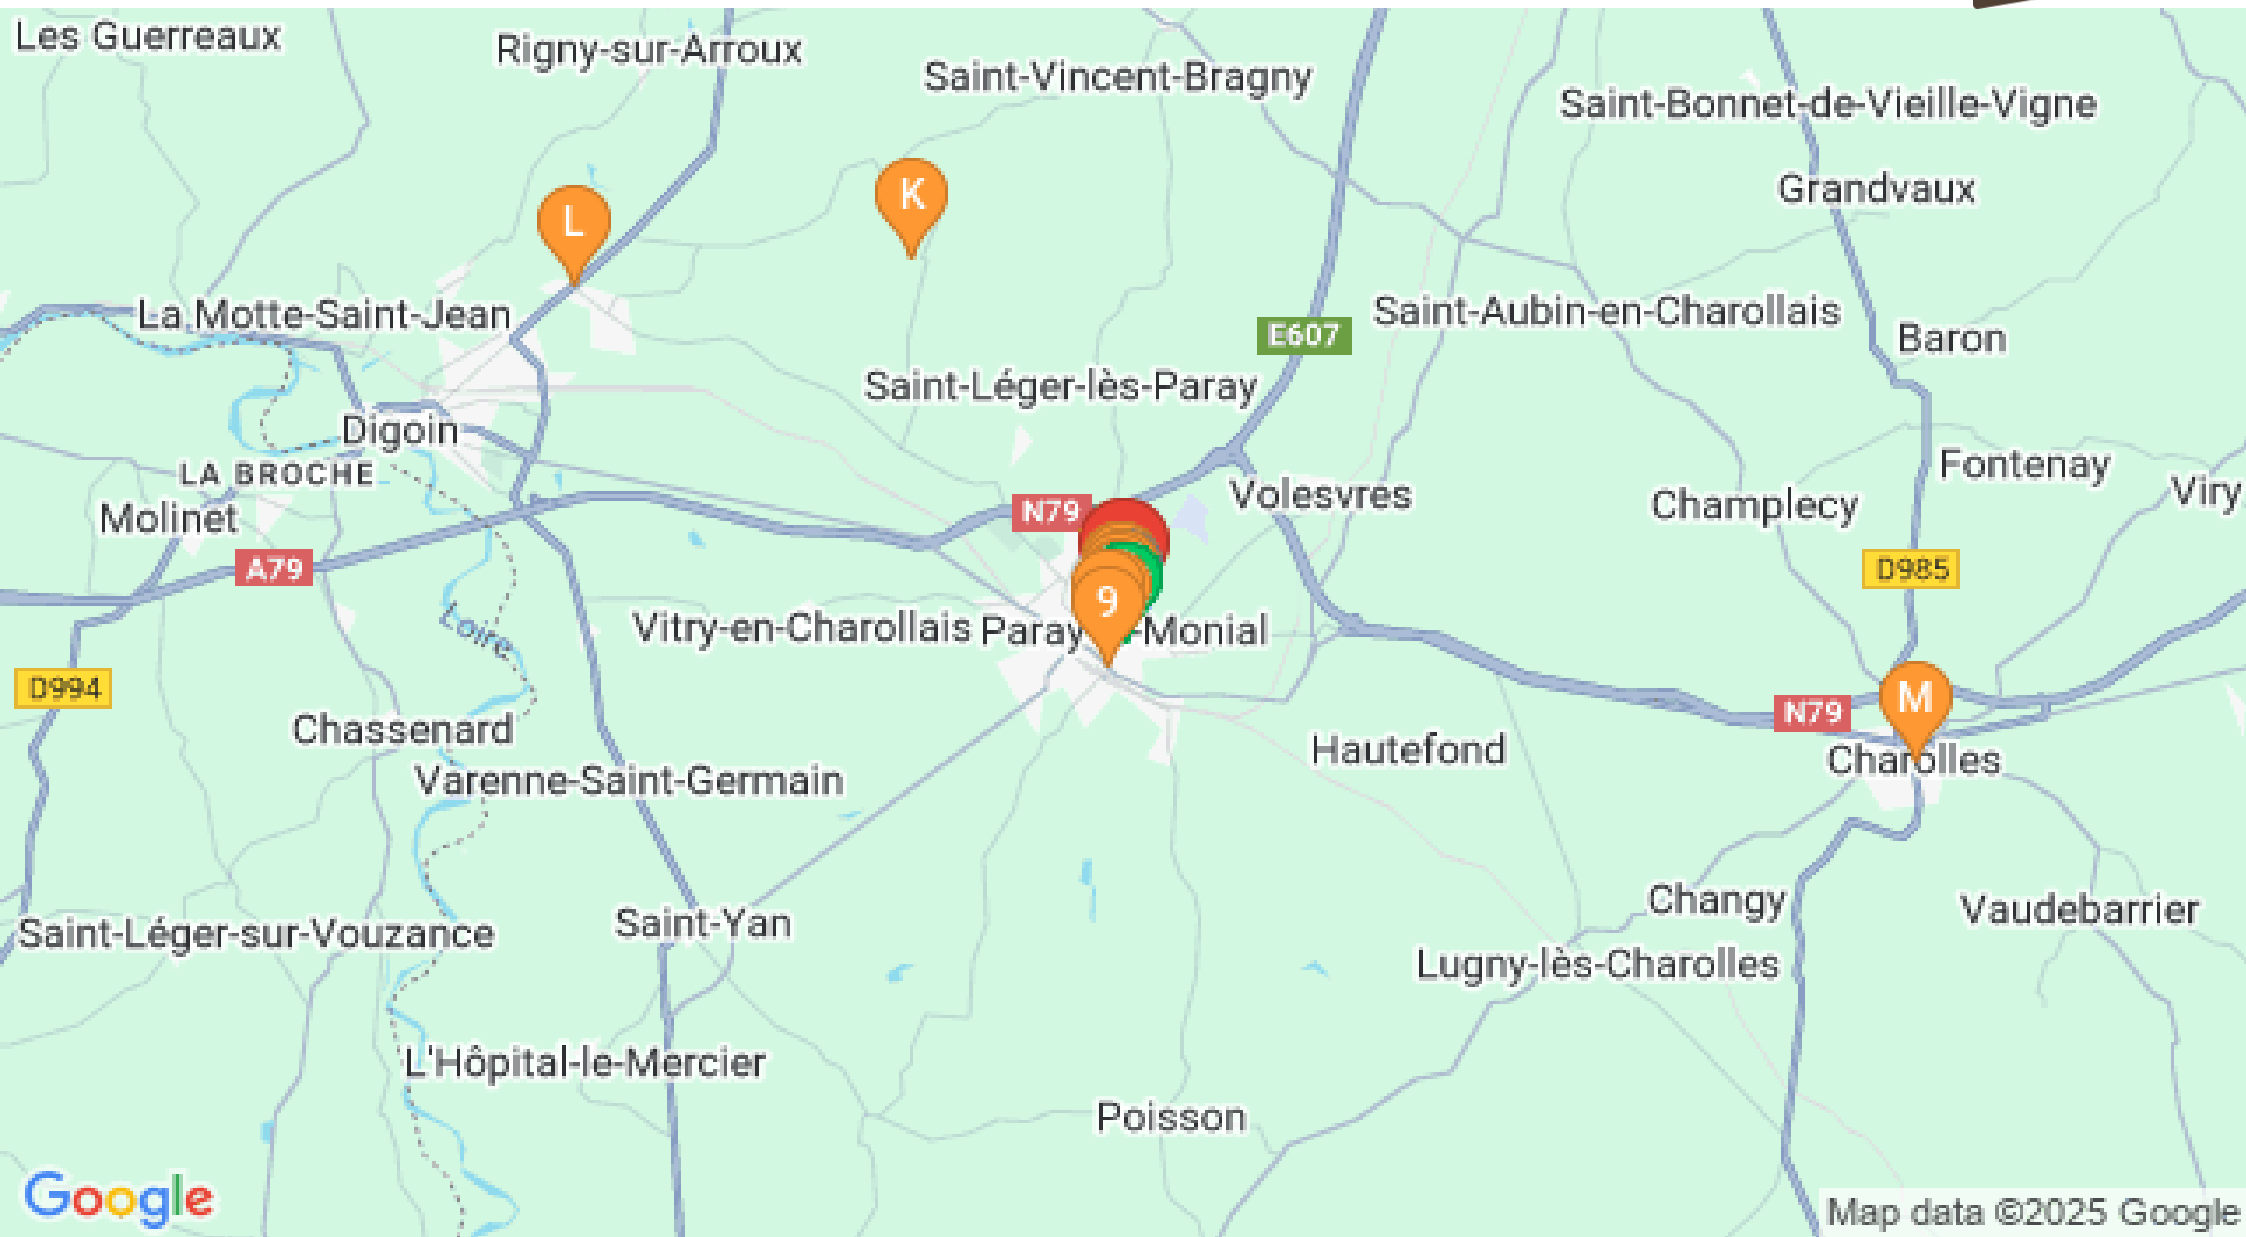 Les Guerreaux
Rigny-sur-Arroux
Saint-Vincent-Bragny
Saint-Bonnet-de-Vieille-Vigne
Grandvaux
K
L
La Motte-Saint-Jean
Saint-Aubin-en-Charollais
E607
Baron
Saint-Léger-lès-Paray
Digoin
LA BROCHE
Fontenay
Volesvres
Viry
Champlecy
Molinet
N79
A79
D985
9
Loire
Vitry-en-Charollais
Paray
-Monial
D994
M
N79
Chassenard
Hautefond
Charolles
Varenne-Saint-Germain
Changy
Vaudebarrier
Saint-Yan
Saint-Léger-sur-Vouzance
Lugny-lès-Charolles
L'Hôpital-le-Mercier
Poisson
Google
Map data ©2025 Google